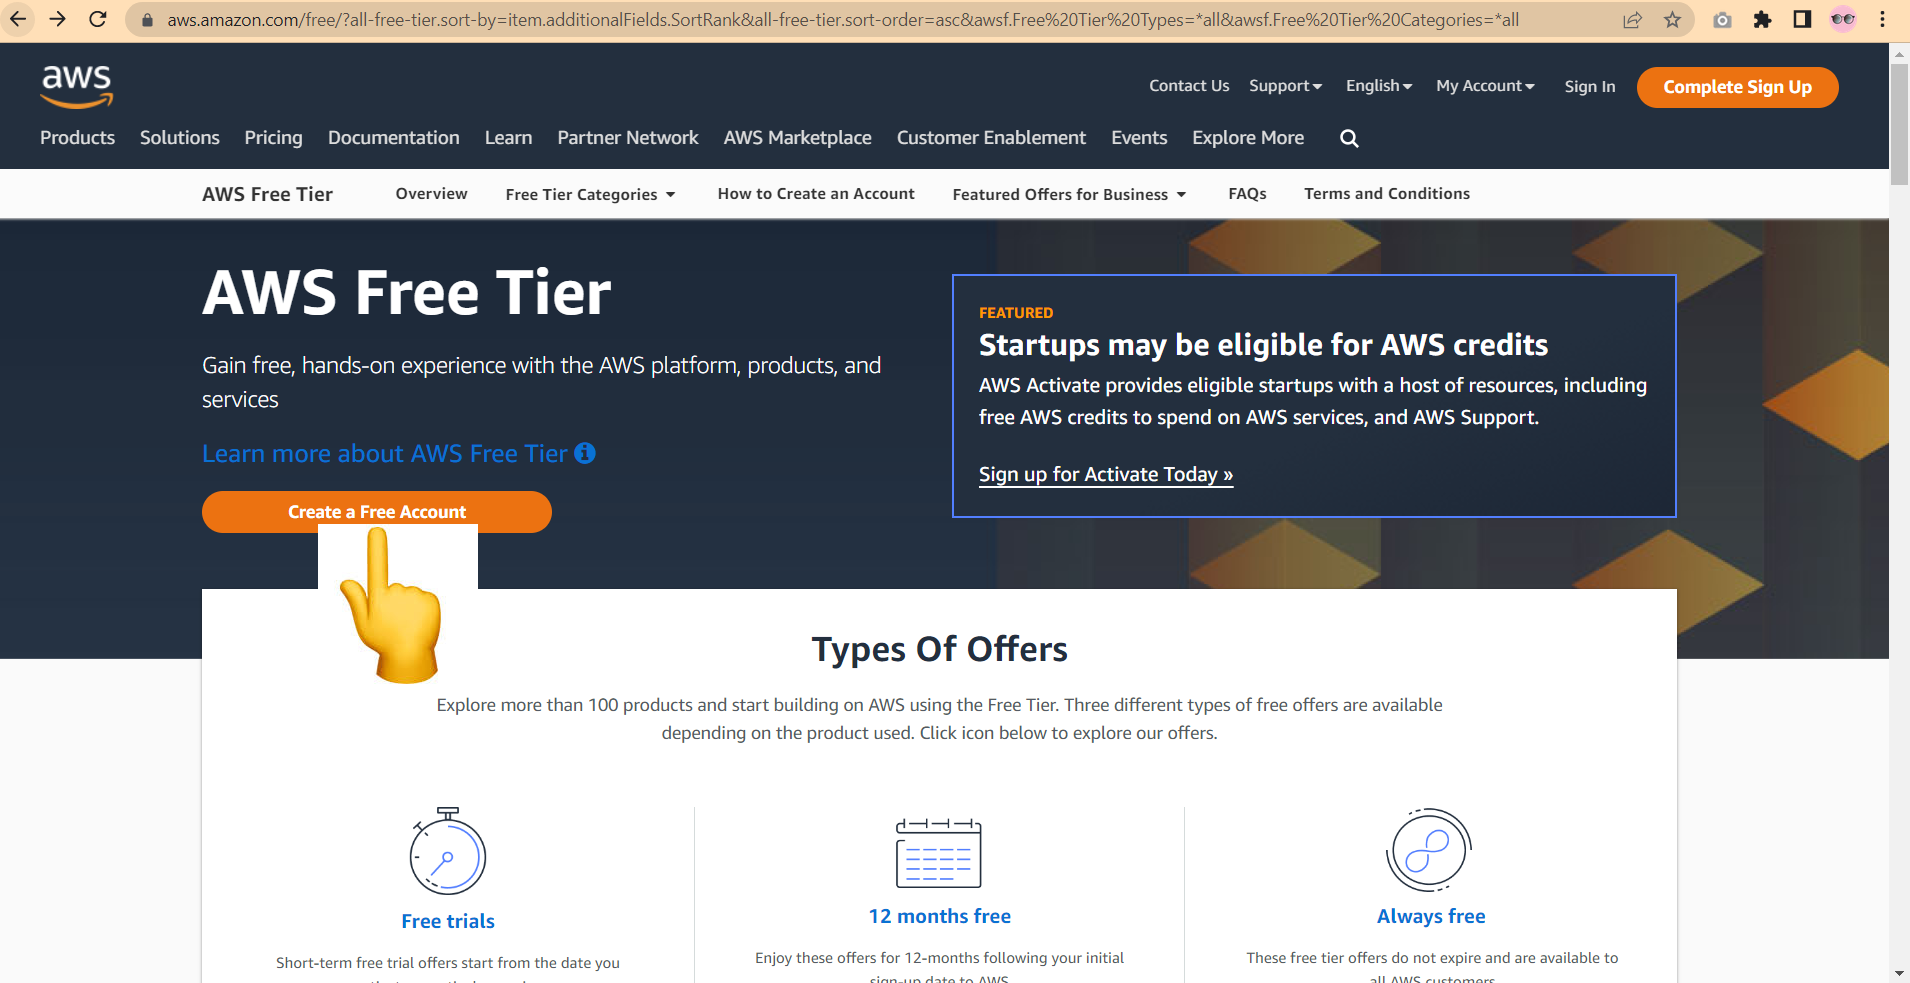 aws.amazon.com/free/?all-free-tier.sort-by=item.additionalFields.SortRank&all-free-tier.sort-order=asc&awsf.Free%20Tier%20Types=*all&awsf.Free%20Tier%20Categories=*all
aws
Contact Us Support English My Account Sign In Complete Sign Up
Products Solutions Pricing Documentation Learn Partner Network AWS Marketplace Customer Enablement Events Explore More
AWS Free Tier Overview Free Tier Categories How to Create an Account Featured Offers for Business FAQs Terms and Conditions
AWS Free Tier
Gain free, hands-on experience with the AWS platform, products, and
services
Learn more about AWS Free Tier
Create a Free Account
FEATURED
Startups may be eligible for AWS credits
AWS Activate provides eligible startups with a host of resources, including
free AWS credits to spend on AWS services, and AWS Support.
Sign up for Activate Today »
Types Of Offers
Explore more than 100 products and start building on AWS using the Free Tier. Three different types of free offers are available
depending on the product used. Click icon below to explore our offers.
Free trials
Short-term free trial offers start from the date you
12 months free
Enjoy these offers for 12-months following your initial
sign-up date to AWS
Always free
These free tier offers do not expire and are available to
all AWS customers